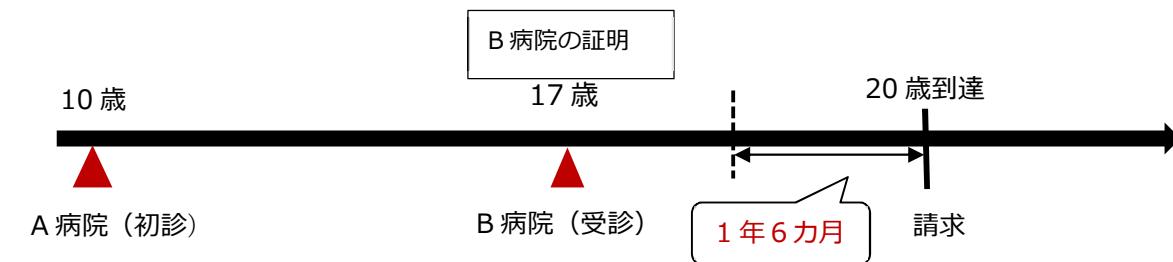 B病院の証明
10歳
17歳
20歳到達
A病院（初診）
B病院（受診）
1年6カ月
請求